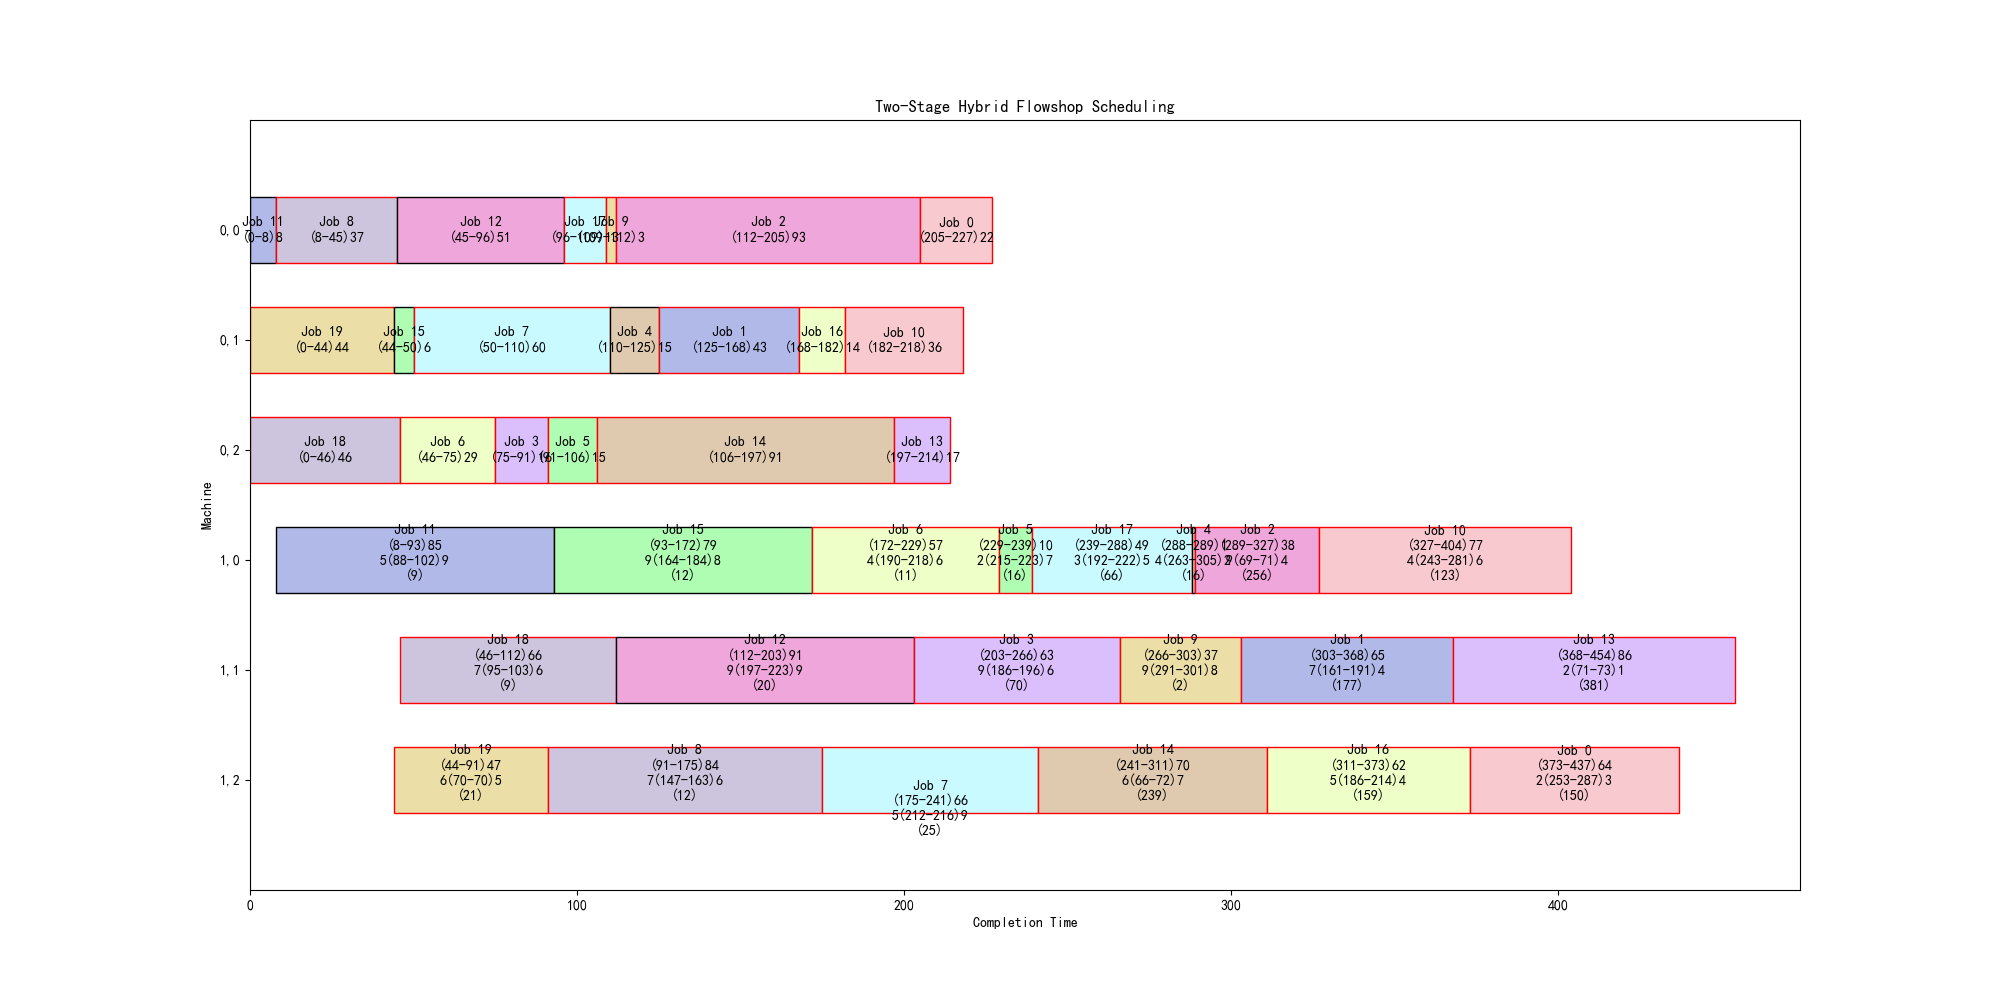 Two-Stage Hybrid Flowshop Scheduling
0,0
Job 11
(0-8)8
Job 8
(8-45)37
Job 12
(45-96)51
Job 17
(96-109)13
Job 9
(109-112)3
Job 2
(112-205)93
Job 0
(205-227)22
0,1
Job 19
(0-44)44
Job 15
(44-50)6
Job 7
(50-110)60
Job 4
(110-125)15
Job 1
(125-168)43
Job 16
(168-182)14
Job 10
(182-218)36
0,2
Job 18
(0-46)46
Job 6
(46-75)29
Job 3
(75-91)16
Job 5
(91-106)15
Job 14
(106-197)91
Job 13
(197-214)17
Machine
1,0
Job 11
(8-93)85
5(88-102)9
(9)
Job 15
(93-172)79
9(164-184)8
(12)
Job 6
(172-229)57
4(190-218)6
(11)
Job 5
(229-239)10
2(215-223)7
(16)
Job 17
(239-288)49
3(192-222)5
(66)
Job 4
(288-289)1
4(263-305)
(16)
Job 2
(289-327)38
9(69-71)4
(256)
Job 10
(327-404)77
4(243-281)6
(123)
1,1
Job 18
(46-112)66
7(95-103)6
(9)
Job 12
(112-203)91
9(197-223)9
(20)
Job 3
(203-266)63
9(186-196)6
(70)
Job 9
(266-303)37
9(291-301)8
(2)
Job 1
(303-368)65
7(161-191)4
(177)
Job 13
(368-454)86
2(71-73)1
(381)
1,2
Job 19
(44-91)47
6(70-70)5
(21)
Job 8
(91-175)84
7(147-163)6
(12)
Job 7
(175-241)66
5(212-216)9
(25)
Job 14
(241-311)70
6(66-72)7
(239)
Job 16
(311-373)62
5(186-214)4
(159)
Job 0
(373-437)64
2(253-287)3
(150)
0
100
200
300
400
Completion Time